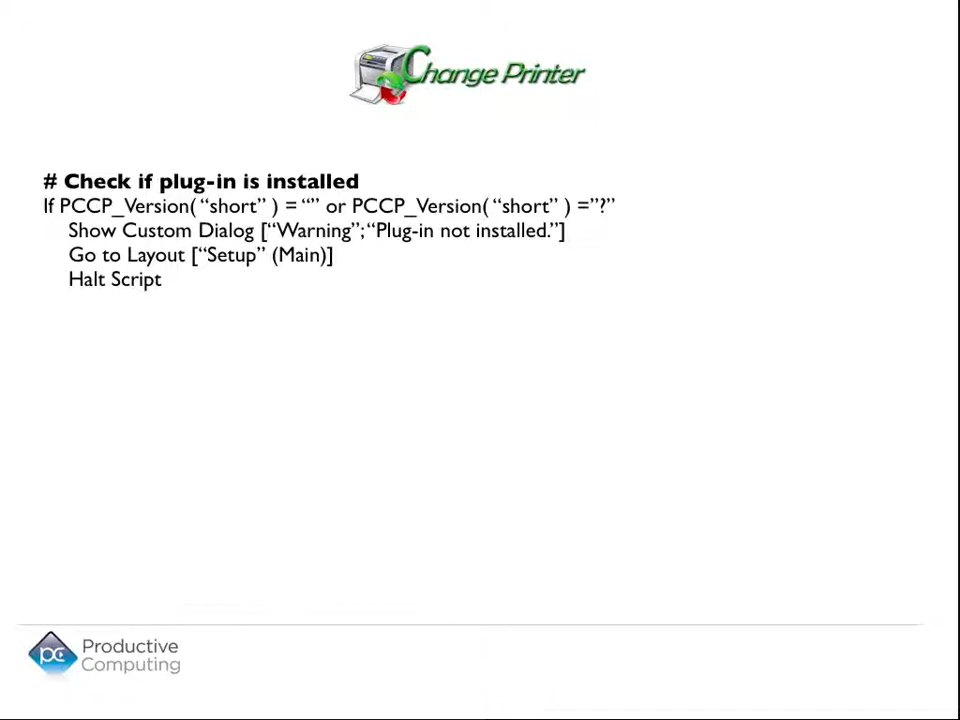 Change Printer
# Check if plug-in is installed
If PCCP_Version( “short” ) = “” or PCCP_Version( “short” ) =”?”
Show Custom Dialog [“Warning”; “Plug-in not installed.”]
Go to Layout [“Setup” (Main)]
Halt Script
pc Productive
Computing